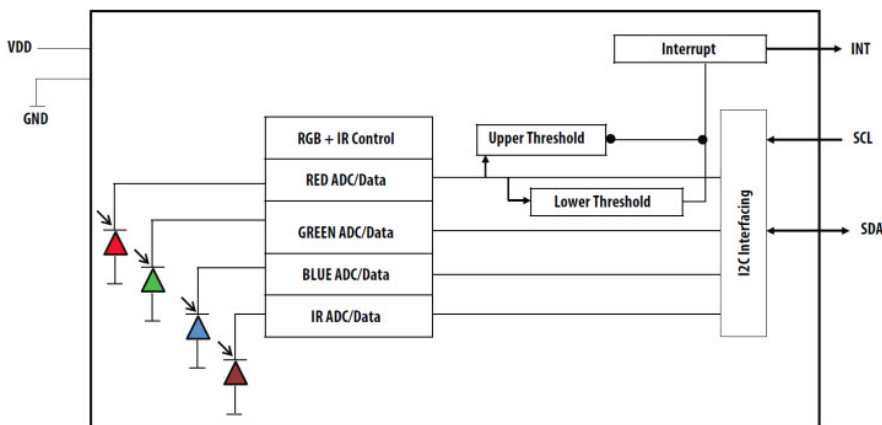 VDD
GND
Interrupt
INT
RGB + IR Control
Upper Threshold
SCL
RED ADC/Data
Lower Threshold
GREEN ADC/Data
SDA
BLUE ADC/Data
IR ADC/Data
I2C Interfacing